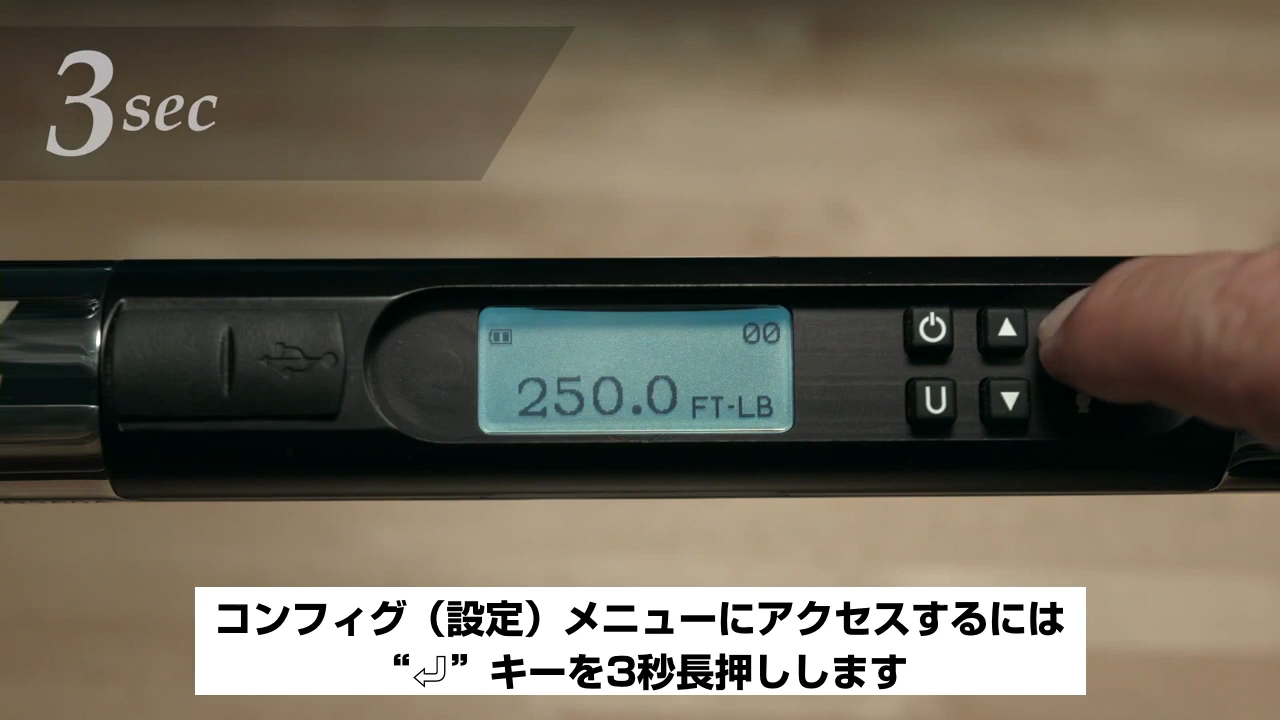 3sec
00
250.0 FT-LB
U
コンフィグ（設定）メニューにアクセスするには
“⏎”キーを3秒長押しします